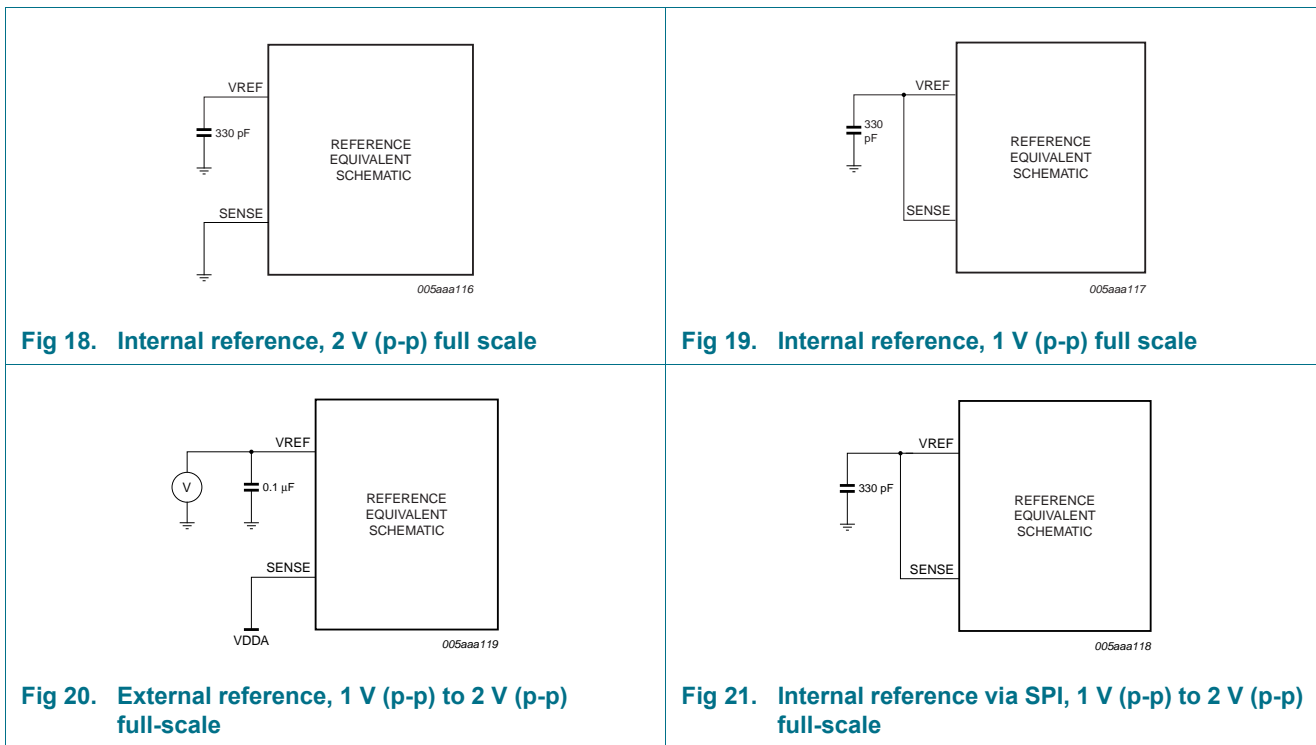 VREF
330 pF
REFERENCE
EQUIVALENT
SCHEMATIC
SENSE
005aaa116
Fig 18. Internal reference, 2 V (p-p) full scale
VREF
330
pF
REFERENCE
EQUIVALENT
SCHEMATIC
SENSE
005aaa117
Fig 19. Internal reference, 1 V (p-p) full scale
VREF
V
0.1 μF
REFERENCE
EQUIVALENT
SCHEMATIC
SENSE
VDDA
005aaa119
Fig 20. External reference, 1 V (p-p) to 2 V (p-p)
full-scale
VREF
330 pF
REFERENCE
EQUIVALENT
SCHEMATIC
SENSE
005aaa118
Fig 21. Internal reference via SPI, 1 V (p-p) to 2 V (p-p)
full-scale